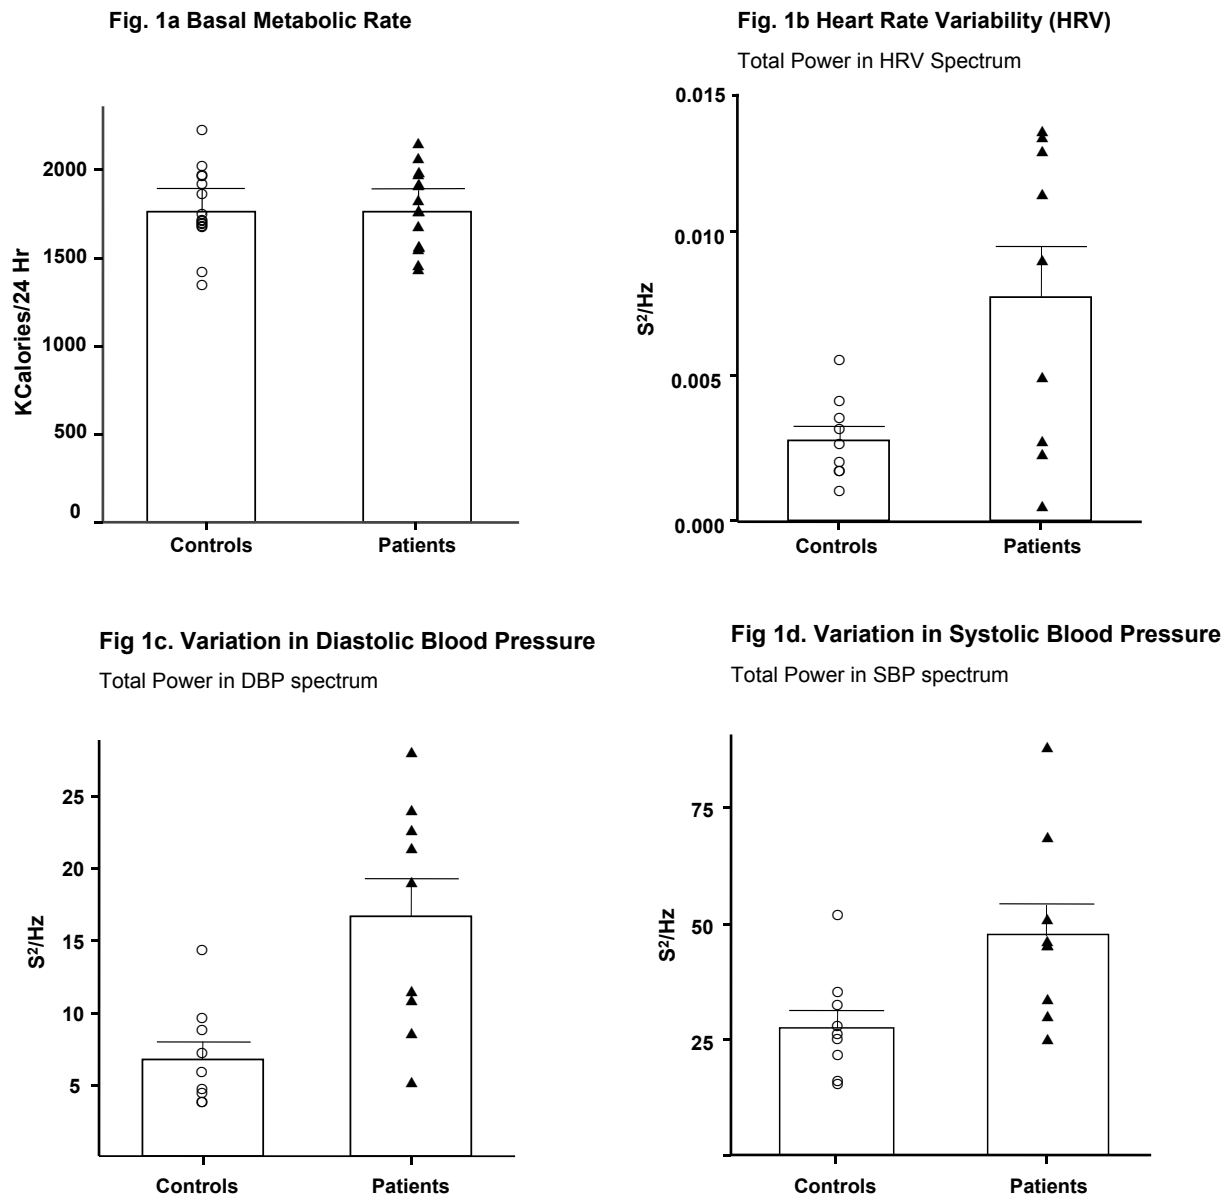 Fig. 1a Basal Metabolic Rate
KCalories/24 Hr
2000
1500
1000
500
0
Controls Patients
Fig. 1b Heart Rate Variability (HRV)
Total Power in HRV Spectrum
S²/Hz
0.015
0.010
0.005
0.000
Controls Patients
Fig 1c. Variation in Diastolic Blood Pressure
Total Power in DBP spectrum
S²/Hz
25
20
15
10
5
Controls Patients
Fig 1d. Variation in Systolic Blood Pressure
Total Power in SBP spectrum
S²/Hz
75
50
25
Controls Patients